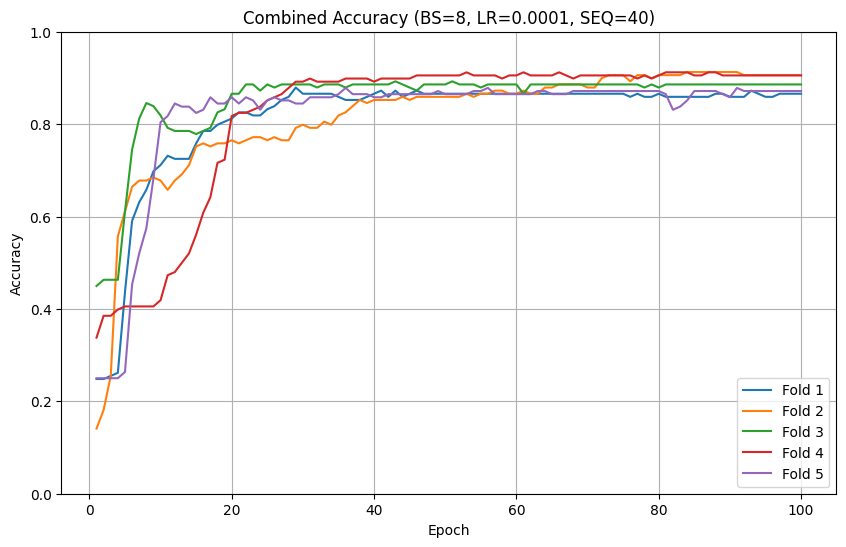 Combined Accuracy (BS=8, LR=0.0001, SEQ=40)
1.0
0.8
0.6
0.4
0.2
0.0
Accuracy
0 20 40 60 80 100
Epoch
Fold 1
Fold 2
Fold 3
Fold 4
Fold 5